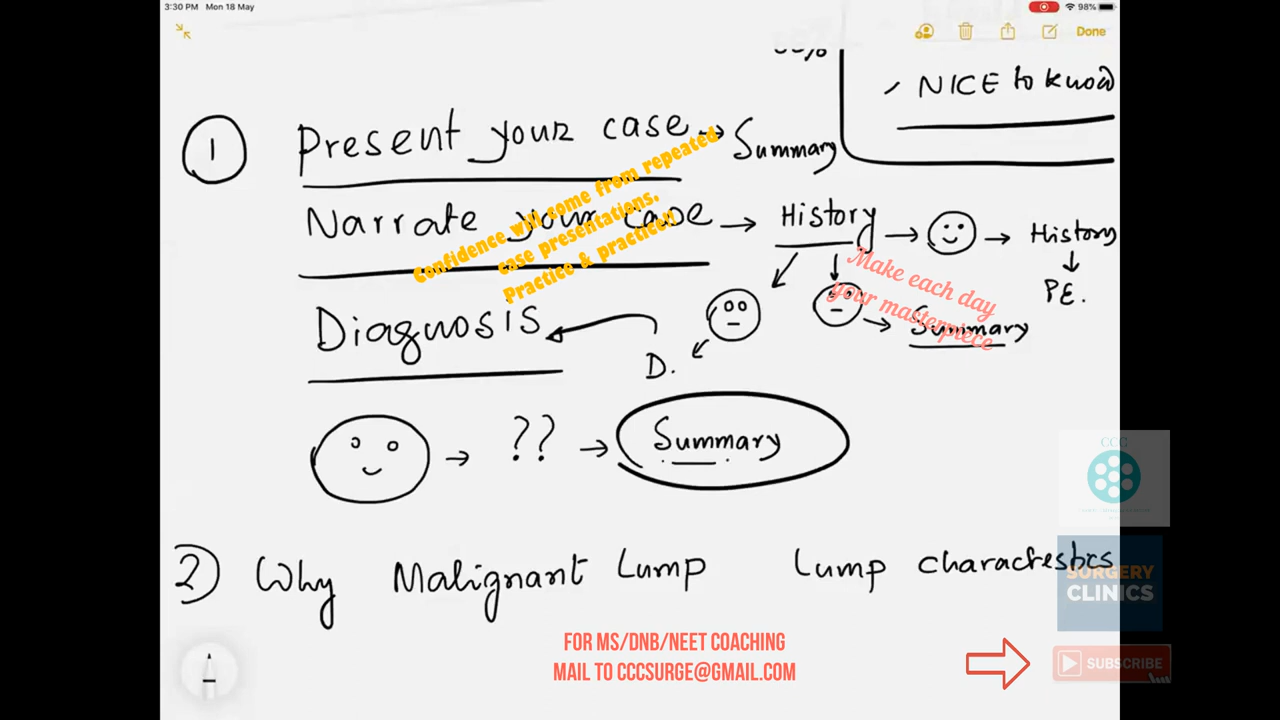 3:30 PM Mon 18 May
98%
Done
NICE to know
1 Present your case → Summary
Narrate your case → History → → History
↓
P.E.
Confidence will come from repeated
case presentations.
Practice & practice!!
Make each day
your masterpiece
→ Summary
Diagnosis
D.
→ ?? → Summary
2) Why Malignant Lump Lump
CCC
SURGERY
CLINICS
FOR MS/DNB/NEET COACHING
MAIL TO CCCSURGE@GMAIL.COM
SUBSCRIBE